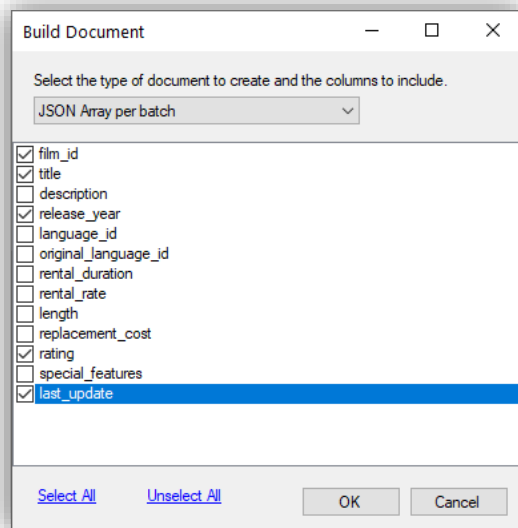 Build Document
Select the type of document to create and the columns to include.
JSON Array per batch
film_id
title
description
release_year
language_id
original_language_id
rental_duration
rental_rate
length
replacement_cost
rating
special_features
last_update
Select All Unselect All OK Cancel